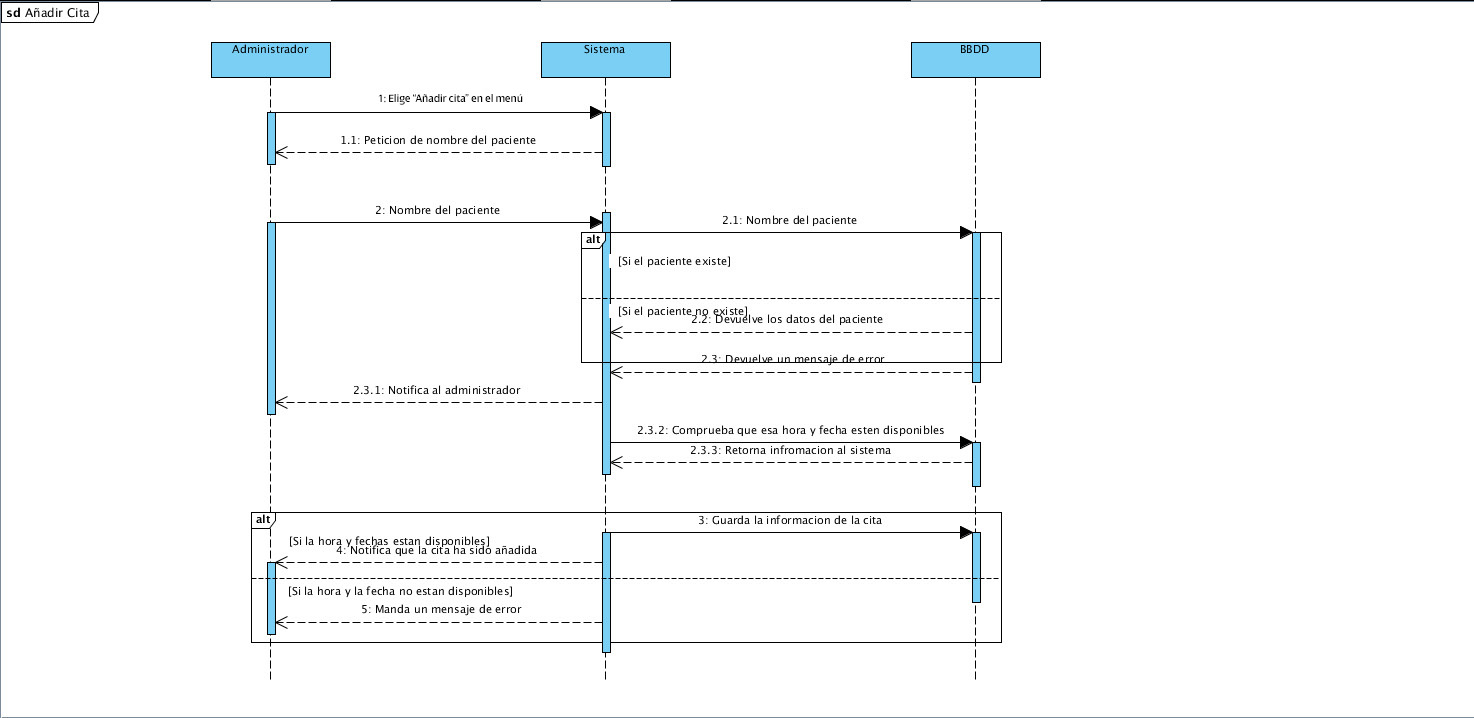 sd Añadir Cita
Administrador
Sistema
BBDD
1: Elige "Añadir cita" en el menú
1.1: Peticion de nombre del paciente
2: Nombre del paciente
2.1: Nombre del paciente
alt
[Si el paciente existe]
[Si el paciente no existe]
2.2: Devuelve los datos del paciente
2.3: Devuelve un mensaje de error
2.3.1: Notifica al administrador
2.3.2: Comprueba que esa hora y fecha esten disponibles
2.3.3: Retorna infromacion al sistema
alt
3: Guarda la informacion de la cita
[Si la hora y fechas estan disponibles]
4: Notifica que la cita ha sido añadida
[Si la hora y la fecha no estan disponibles]
5: Manda un mensaje de error